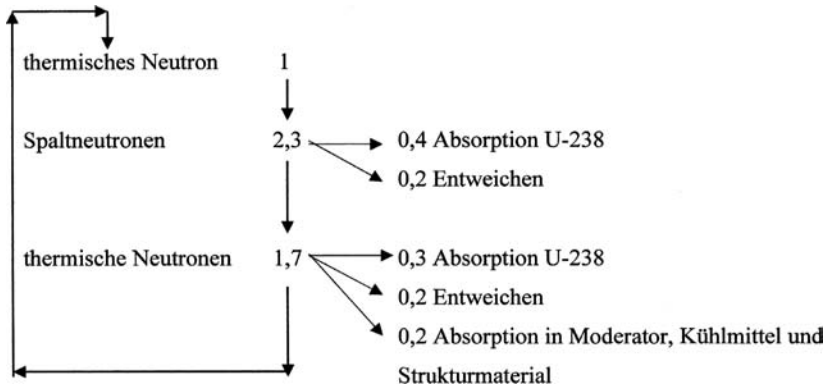 thermisches Neutron 1
Spaltneutronen 2,3 0,4 Absorption U-238
0,2 Entweichen
thermische Neutronen 1,7 0,3 Absorption U-238
0,2 Entweichen
0,2 Absorption in Moderator, Kühlmittel und
Strukturmaterial